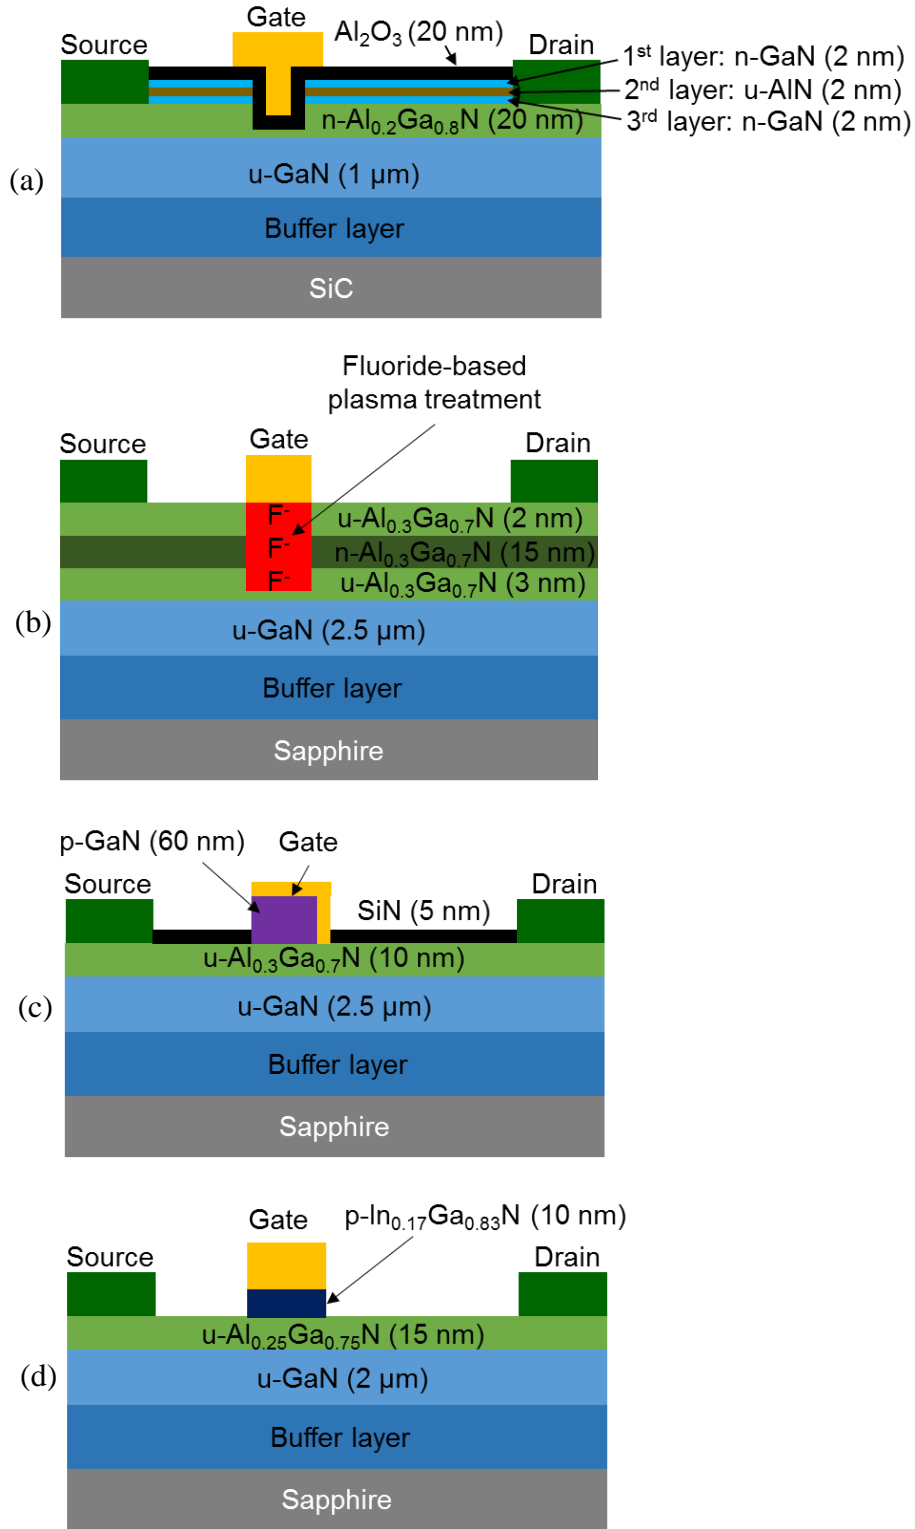 Gate
Source
Al₂O₃ (20 nm)
Drain
1st layer: n-GaN (2 nm)
2nd layer: u-AlN (2 nm)
3rd layer: n-GaN (2 nm)
n-Al₀.₂Ga₀.₈N (20 nm)
(a)
u-GaN (1 µm)
Buffer layer
SiC
Fluoride-based
plasma treatment
Source
Gate
Drain
F⁻
u-Al₀.₃Ga₀.₇N (2 nm)
F⁻
n-Al₀.₃Ga₀.₇N (15 nm)
F⁻
u-Al₀.₃Ga₀.₇N (3 nm)
(b)
u-GaN (2.5 µm)
Buffer layer
Sapphire
p-GaN (60 nm)
Gate
Source
SiN (5 nm)
Drain
u-Al₀.₃Ga₀.₇N (10 nm)
(c)
u-GaN (2.5 µm)
Buffer layer
Sapphire
p-In₀.₁₇Ga₀.₈₃N (10 nm)
Gate
Source
Drain
u-Al₀.₂₅Ga₀.₇₅N (15 nm)
(d)
u-GaN (2 µm)
Buffer layer
Sapphire